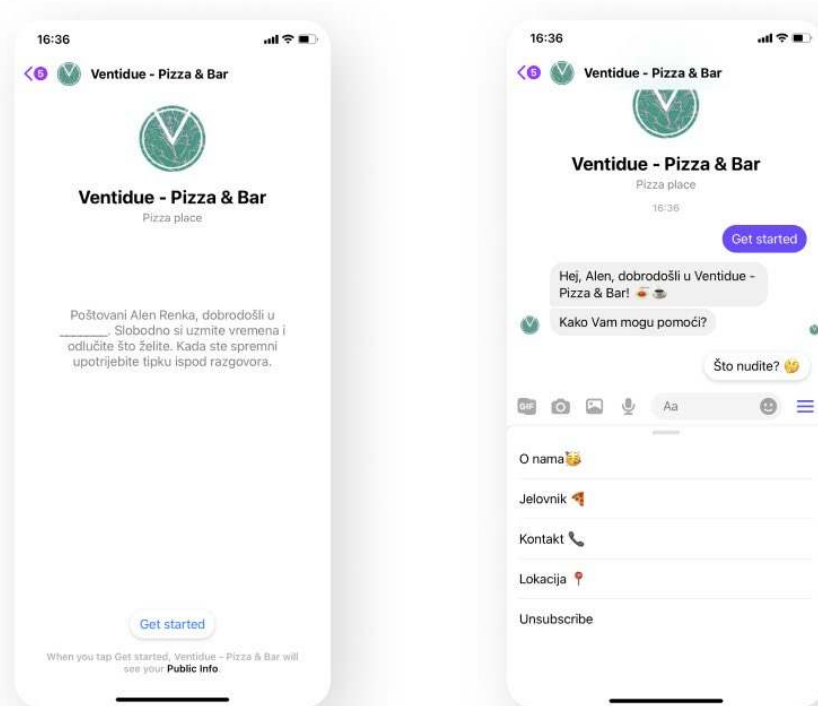 16:36
5
Ventidue - Pizza & Bar
Ventidue - Pizza & Bar
Pizza place
Poštovani Alen Renka, dobrodošli u
________. Slobodno si uzmite vremena i
odlučite što želite. Kada ste spremni
upotrijebite tipku ispod razgovora.
Get started
When you tap Get started, Ventidue - Pizza & Bar will
see your Public Info.
16:36
5
Ventidue - Pizza & Bar
Ventidue - Pizza & Bar
Pizza place
16:36
Get started
Hej, Alen, dobrodošli u Ventidue -
Pizza & Bar! 🍝 ☕
Kako Vam mogu pomoći?
Što nudite? 🤔
GIF
Aa
O nama🥳
Jelovnik 🍕
Kontakt 📞
Lokacija 📍
Unsubscribe